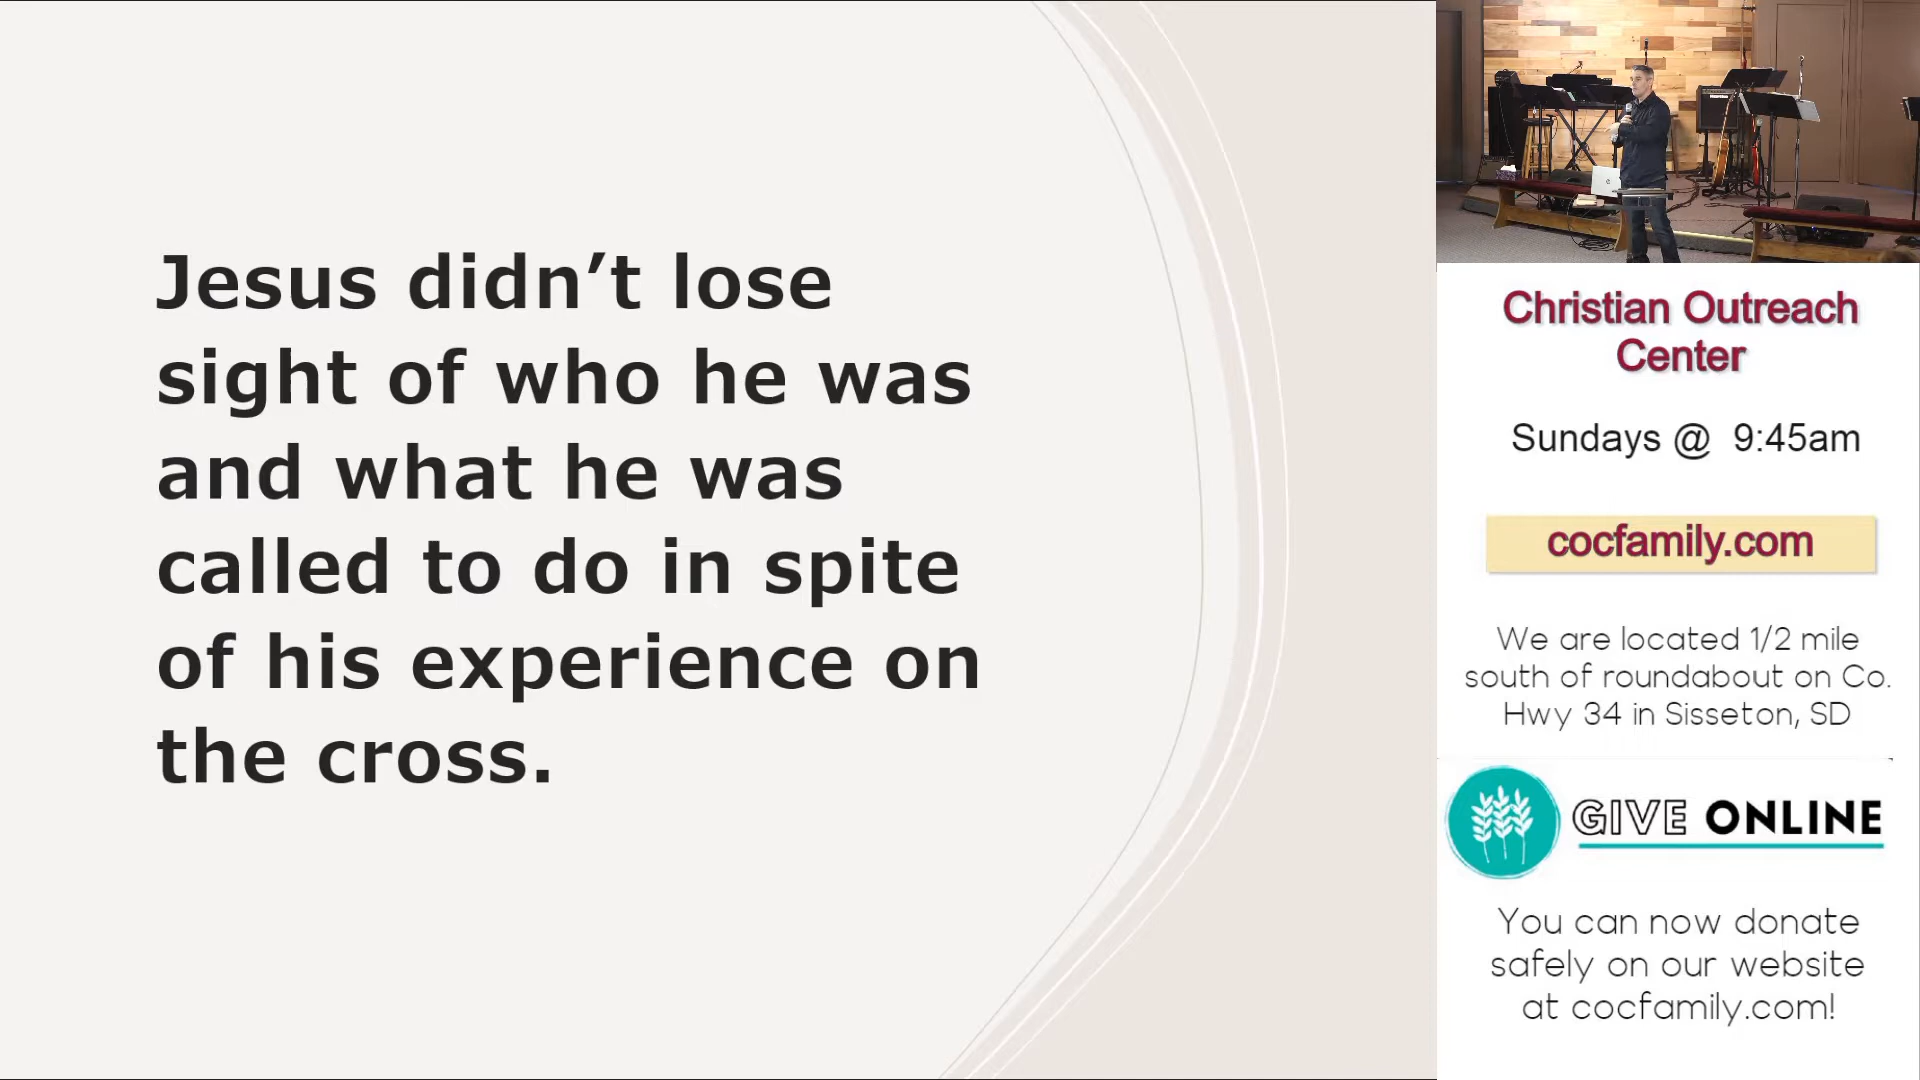 Jesus didn’t lose
sight of who he was
and what he was
called to do in spite
of his experience on
the cross.
Christian Outreach
Center
Sundays @ 9:45am
cocfamily.com
We are located 1/2 mile
south of roundabout on Co.
Hwy 34 in Sisseton, SD
GIVE ONLINE
You can now donate
safely on our website
at cocfamily.com!